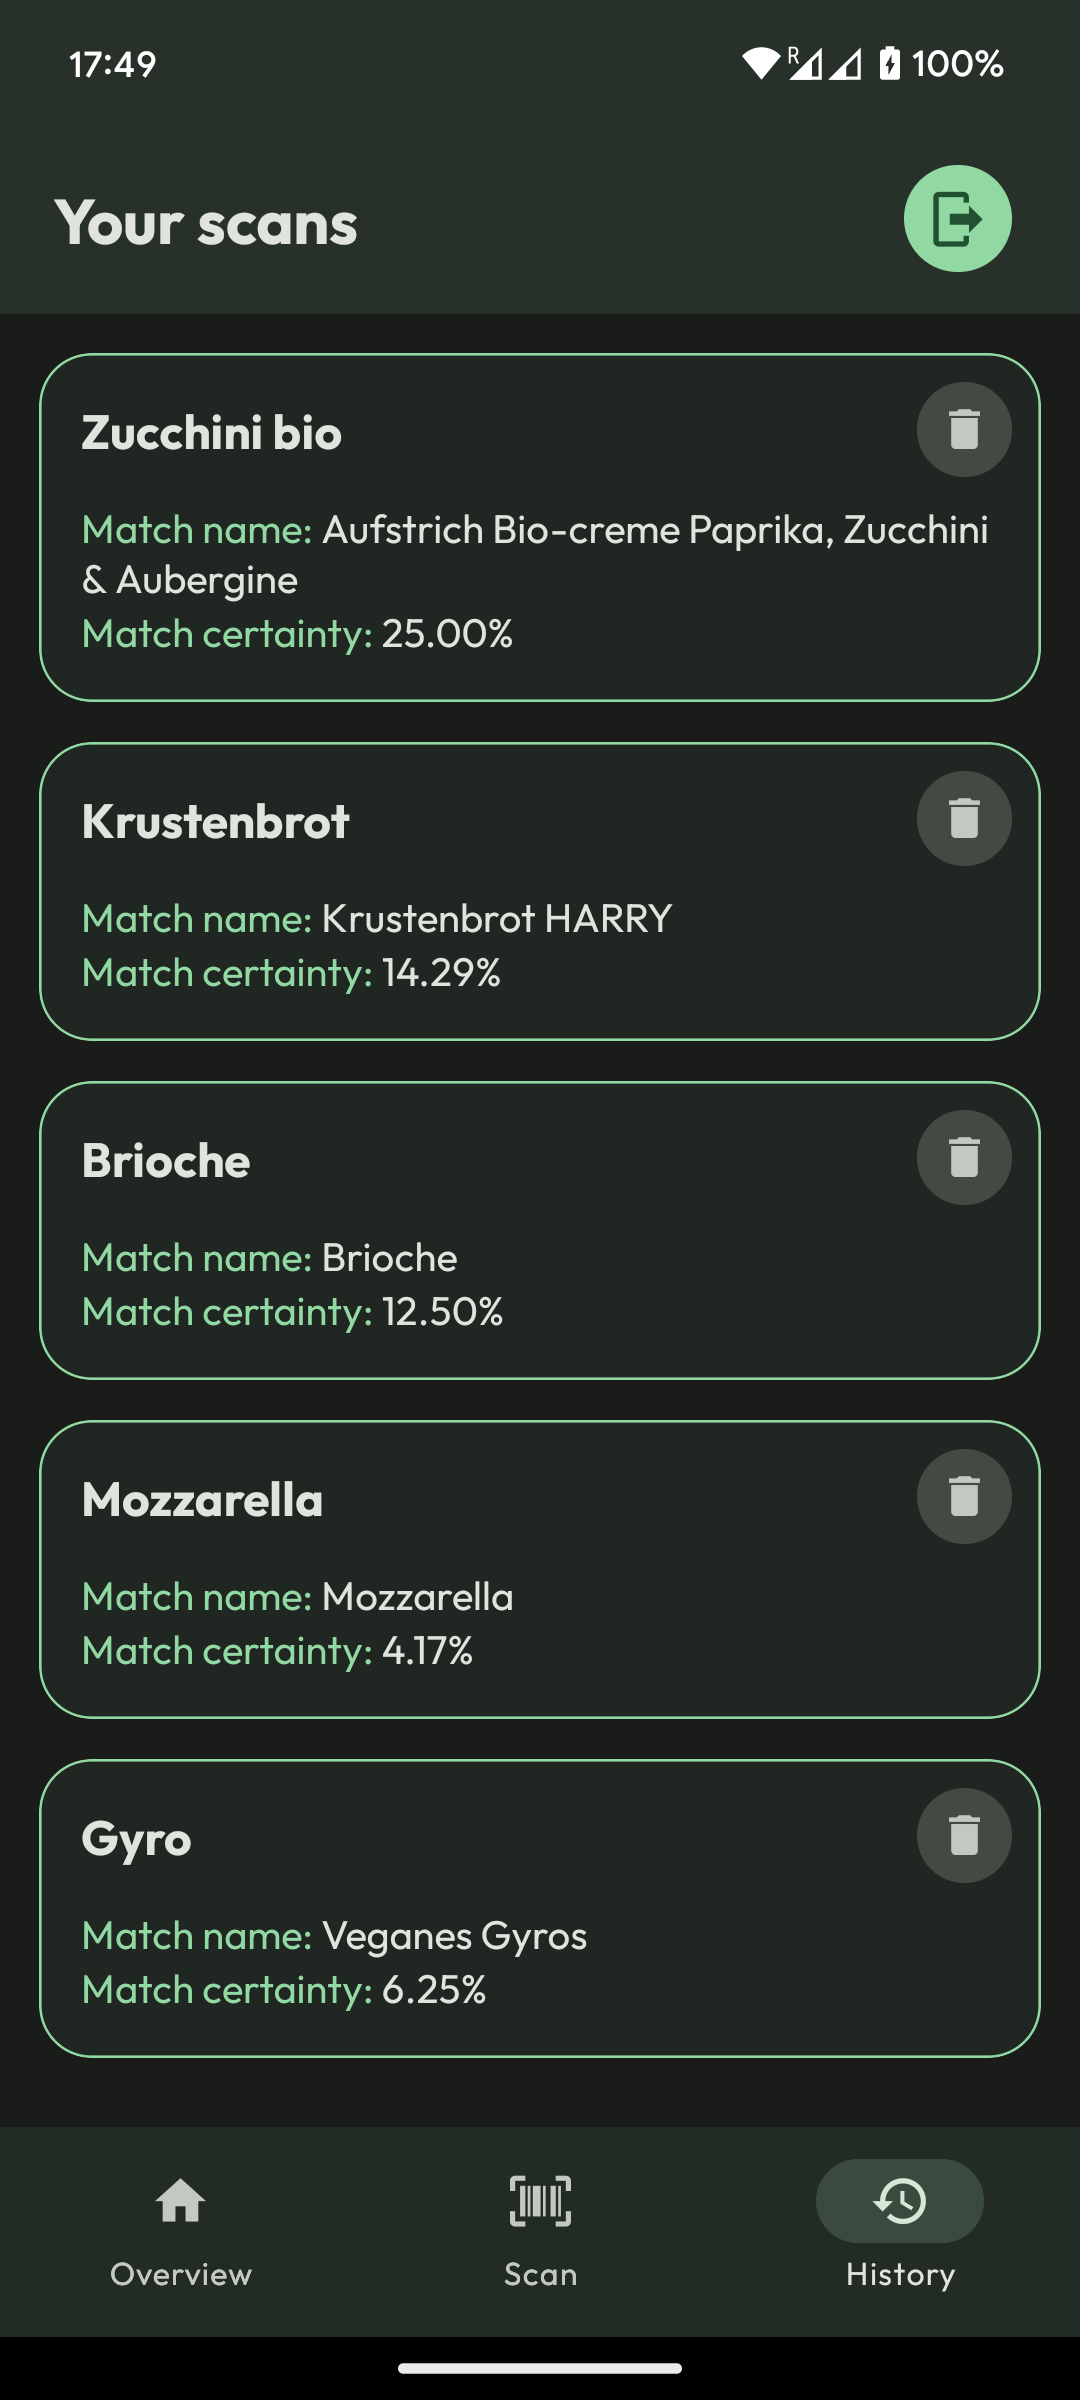 17:49
R
100%
Your scans
Zucchini bio
Match name: Aufstrich Bio-creme Paprika, Zucchini
& Aubergine
Match certainty: 25.00%
Krustenbrot
Match name: Krustenbrot HARRY
Match certainty: 14.29%
Brioche
Match name: Brioche
Match certainty: 12.50%
Mozzarella
Match name: Mozzarella
Match certainty: 4.17%
Gyro
Match name: Veganes Gyros
Match certainty: 6.25%
Overview
Scan
History